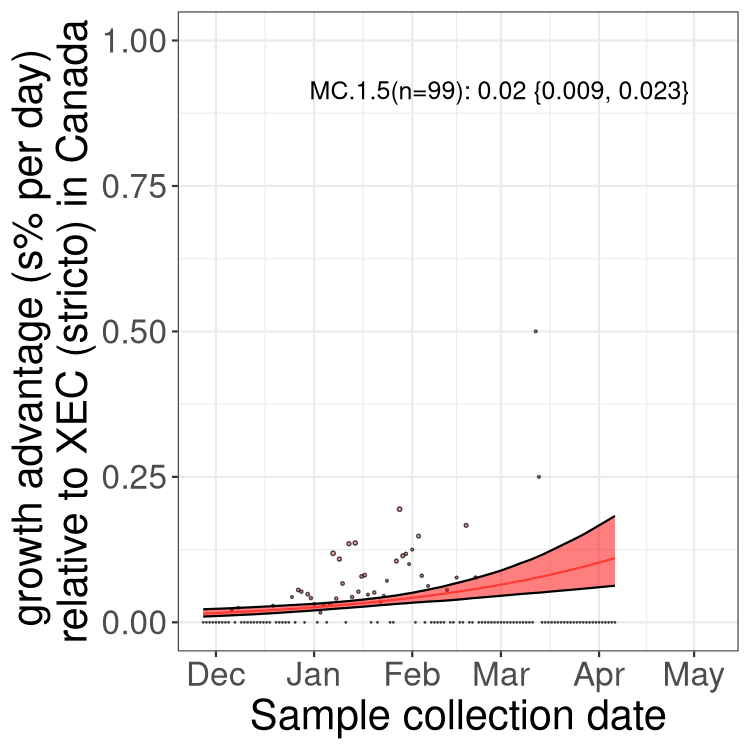 growth advantage (s% per day)
relative to XEC (stricto) in Canada
1.00
0.75
0.50
0.25
0.00
MC.1.5(n=99): 0.02 {0.009, 0.023}
Dec Jan Feb Mar Apr May
Sample collection date